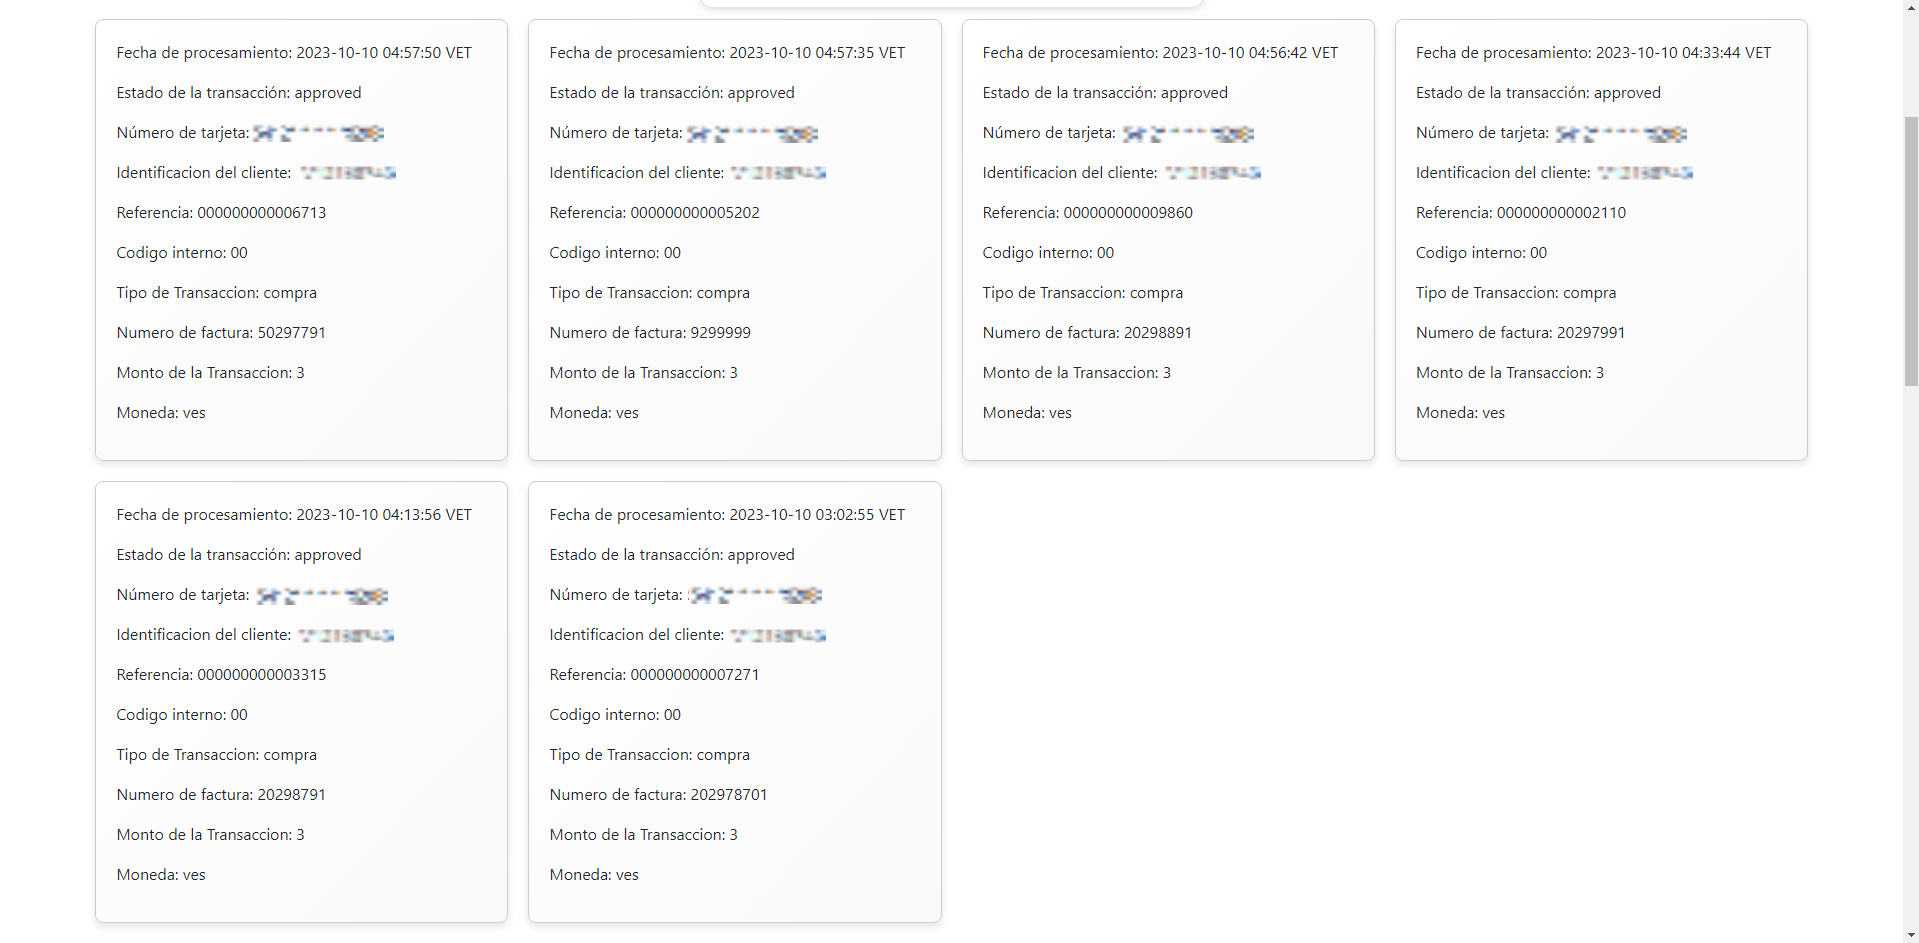 Fecha de procesamiento: 2023-10-10 04:57:50 VET
Estado de la transacción: approved
Número de tarjeta:
Identificacion del cliente:
Referencia: 000000000006713
Codigo interno: 00
Tipo de Transaccion: compra
Numero de factura: 50297791
Monto de la Transaccion: 3
Moneda: ves
Fecha de procesamiento: 2023-10-10 04:57:35 VET
Estado de la transacción: approved
Número de tarjeta:
Identificacion del cliente:
Referencia: 000000000005202
Codigo interno: 00
Tipo de Transaccion: compra
Numero de factura: 9299999
Monto de la Transaccion: 3
Moneda: ves
Fecha de procesamiento: 2023-10-10 04:56:42 VET
Estado de la transacción: approved
Número de tarjeta:
Identificacion del cliente:
Referencia: 000000000009860
Codigo interno: 00
Tipo de Transaccion: compra
Numero de factura: 20298891
Monto de la Transaccion: 3
Moneda: ves
Fecha de procesamiento: 2023-10-10 04:33:44 VET
Estado de la transacción: approved
Número de tarjeta:
Identificacion del cliente:
Referencia: 000000000002110
Codigo interno: 00
Tipo de Transaccion: compra
Numero de factura: 20297991
Monto de la Transaccion: 3
Moneda: ves
Fecha de procesamiento: 2023-10-10 04:13:56 VET
Estado de la transacción: approved
Número de tarjeta:
Identificacion del cliente:
Referencia: 000000000003315
Codigo interno: 00
Tipo de Transaccion: compra
Numero de factura: 20298791
Monto de la Transaccion: 3
Moneda: ves
Fecha de procesamiento: 2023-10-10 03:02:55 VET
Estado de la transacción: approved
Número de tarjeta:
Identificacion del cliente:
Referencia: 000000000007271
Codigo interno: 00
Tipo de Transaccion: compra
Numero de factura: 202978701
Monto de la Transaccion: 3
Moneda: ves